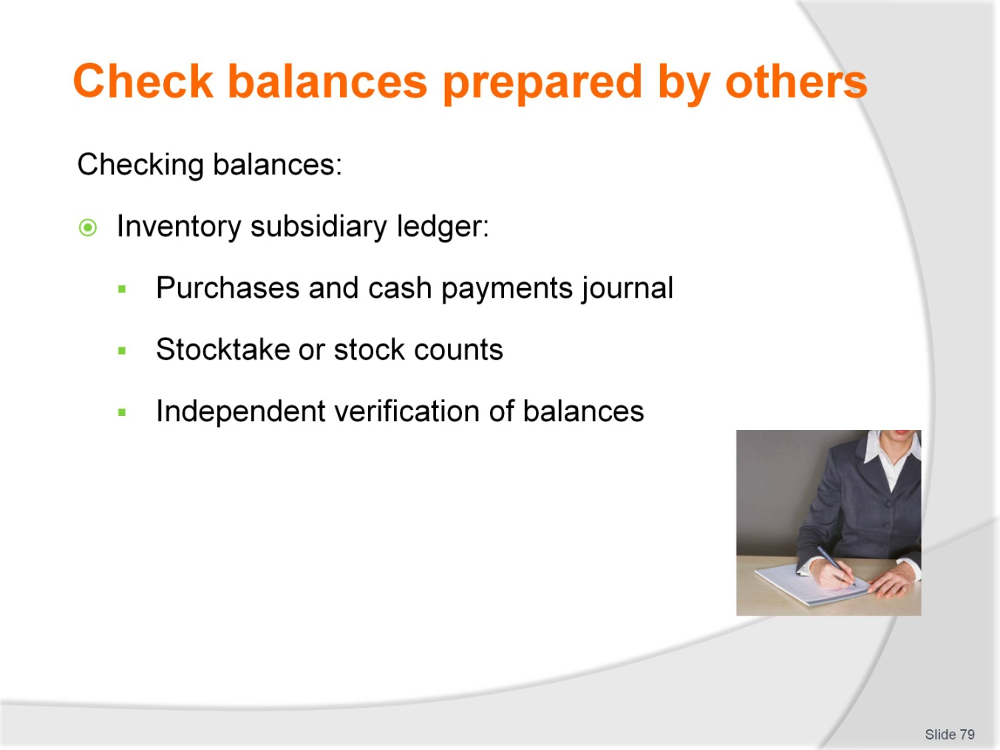 Check balances prepared by others
Checking balances:
Inventory subsidiary ledger:
Purchases and cash payments journal
Stocktake or stock counts
Independent verification of balances
Slide 79